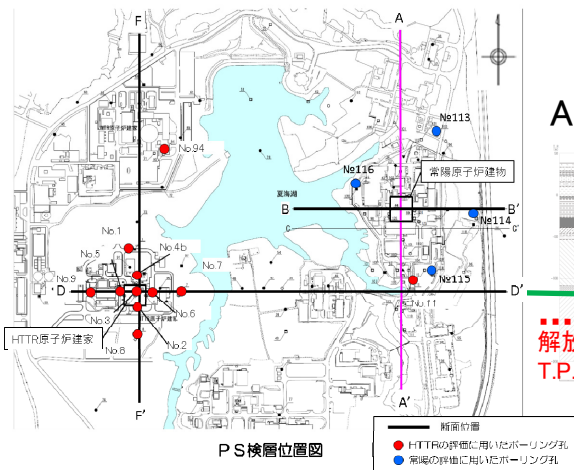 F
A
A
No.94
№113
№116
常陽原子炉建物
夏海湖
B
B'
№114
C
C'
No.1
No.4b
No.5
No.7
№115
No.9
D
D'
No.11
No.3
No.6
HTTR原子炉建家
No.2
No.8
F'
A'
解放
T.P.
断面位置
HTTRの評価に用いたボーリング孔
常陽の評価に用いたボーリング孔
PS検層位置図